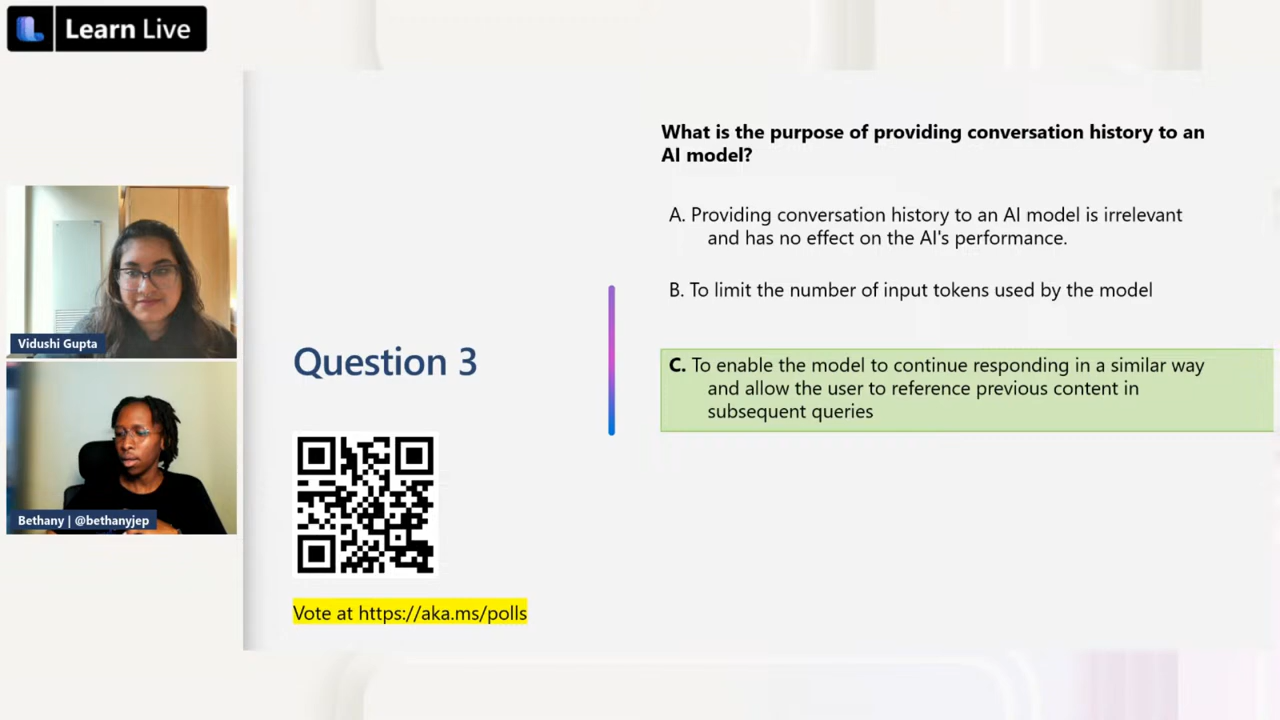 Learn Live
What is the purpose of providing conversation history to an
AI model?
A. Providing conversation history to an AI model is irrelevant
and has no effect on the AI's performance.
B. To limit the number of input tokens used by the model
C. To enable the model to continue responding in a similar way
and allow the user to reference previous content in
subsequent queries
Vidushi Gupta
Question 3
Bethany | @bethanyjep
Vote at https://aka.ms/polls